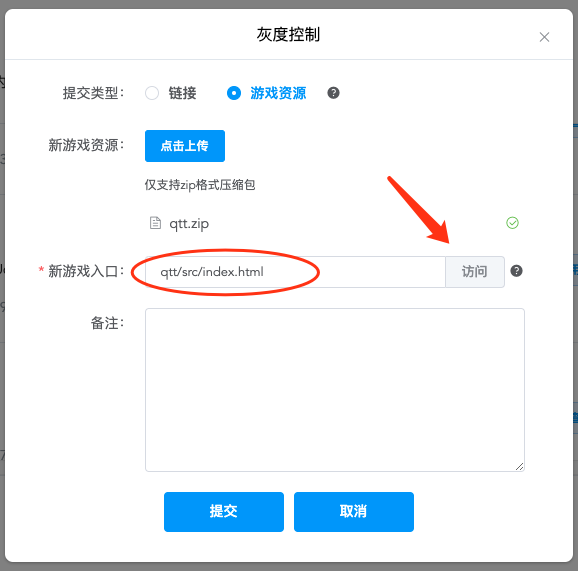 灰度控制
提交类型： 链接 游戏资源
新游戏资源： 点击上传
仅支持zip格式压缩包
qtt.zip
* 新游戏入口： qtt/src/index.html 访问
备注：
提交 取消